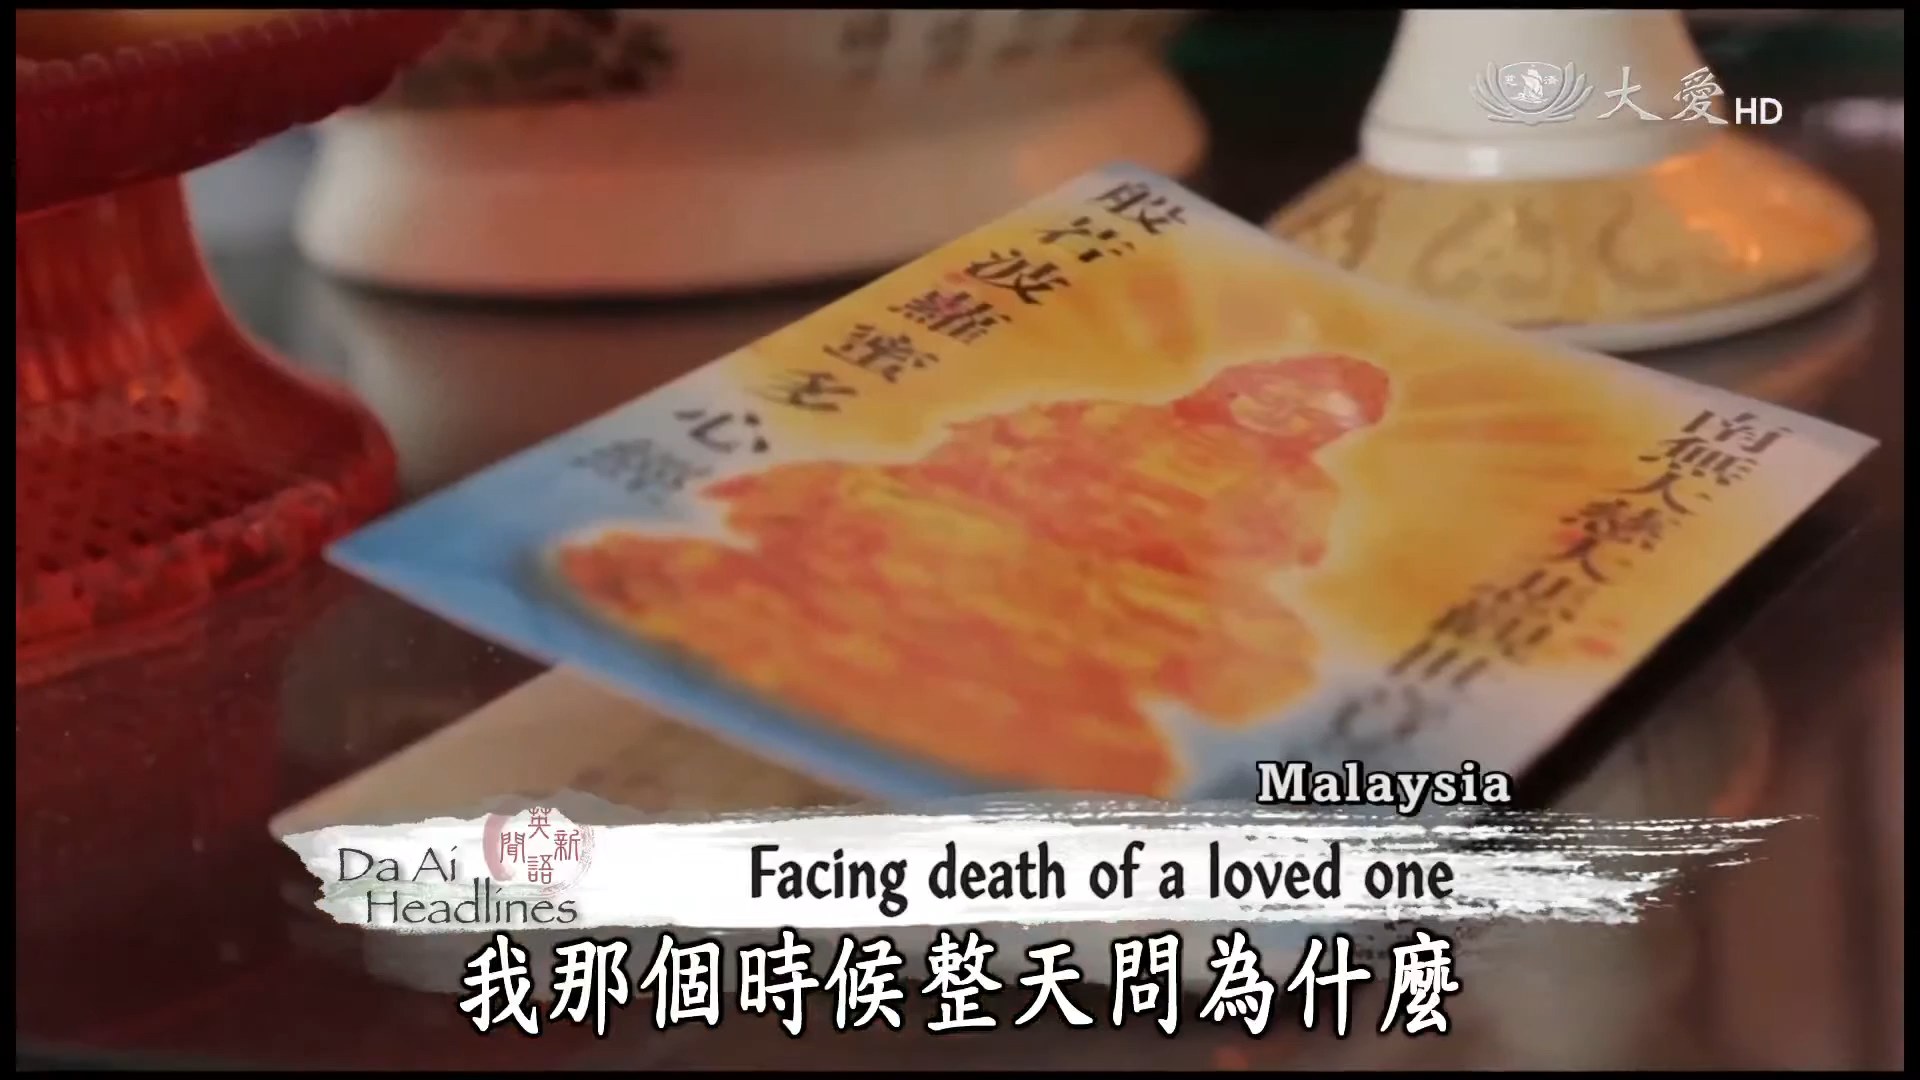 大愛HD
般若波羅蜜多心經
南無大慈大悲觀世
Malaysia
英語新聞
Da Ai
Headlines
Facing death of a loved one
我那個時候整天問為什麼